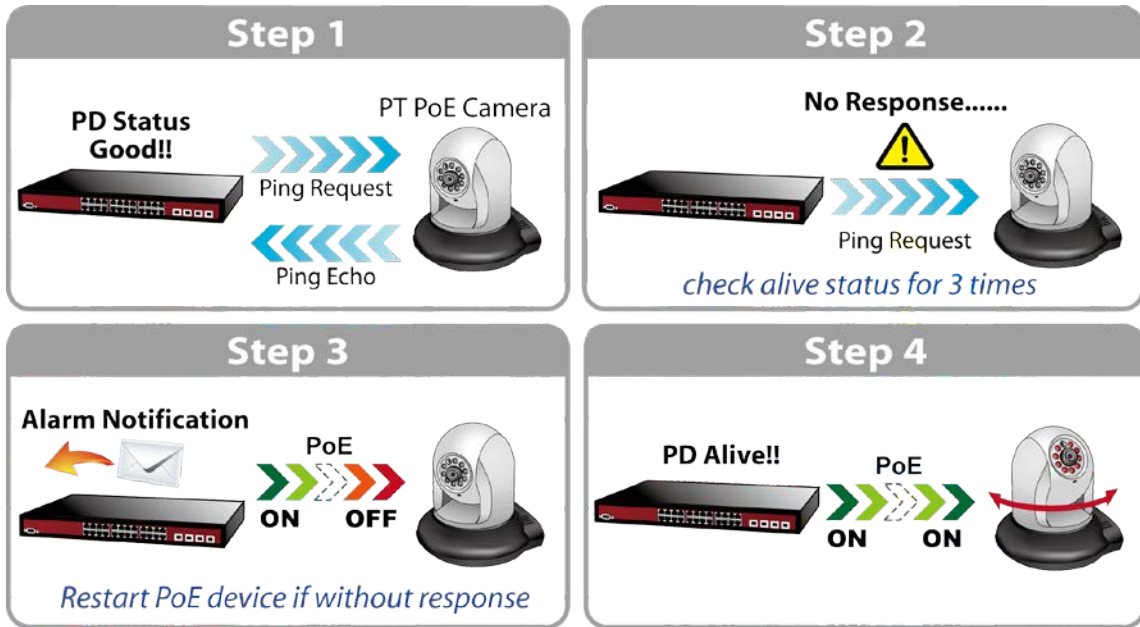 Step 1
PD Status
Good!!
PT PoE Camera
Ping Request
Ping Echo
Step 2
No Response......
Ping Request
check alive status for 3 times
Step 3
Alarm Notification
PoE
ON OFF
Restart PoE device if without response
Step 4
PD Alive!!
PoE
ON ON